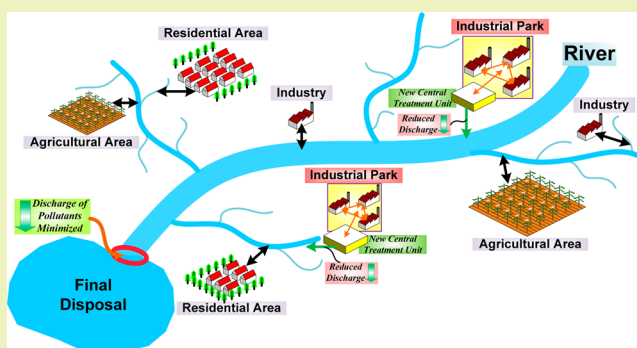 Residential Area
Industrial Park
River
Industry
New Central
Treatment Unit
Reduced
Discharge
Industry
Agricultural Area
Industrial Park
Discharge of
Pollutants
Minimized
New Central
Treatment Unit
Agricultural Area
Reduced
Discharge
Final
Disposal
Residential Area